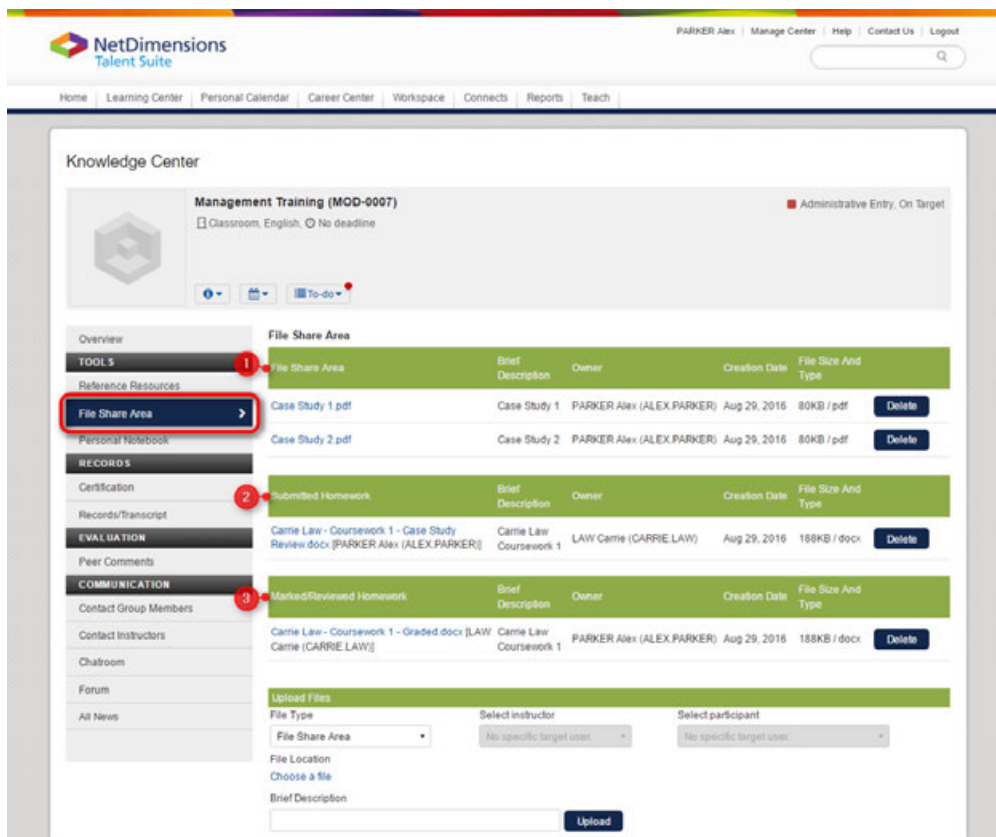 PARKER Alex | Manage Center | Help | Contact Us | Logout
NetDimensions
Talent Suite
Home Learning Center Personal Calendar Career Center Workspace Connects Reports Teach
Knowledge Center
Management Training (MOD-0007)
Administrative Entry, On Target
Classroom, English, No deadline
To-do
Overview
TOOLS
Reference Resources
File Share Area
Personal Notebook
RECORDS
Certification
Records/Transcript
EVALUATION
Peer Comments
COMMUNICATION
Contact Group Members
Contact Instructors
Chatroom
Forum
All News
File Share Area
1
File Share Area Brief Description Owner Creation Date File Size And Type
Case Study 1.pdf Case Study 1 PARKER Alex (ALEX.PARKER) Aug 29, 2016 80KB / pdf Delete
Case Study 2.pdf Case Study 2 PARKER Alex (ALEX.PARKER) Aug 29, 2016 80KB / pdf Delete
2
Submitted Homework Brief Description Owner Creation Date File Size And Type
Carrie Law - Coursework 1 - Case Study Review.docx [PARKER Alex (ALEX.PARKER)] Carrie Law Coursework 1 LAW Carrie (CARRIE.LAW) Aug 29, 2016 188KB / docx Delete
3
Marked/Reviewed Homework Brief Description Owner Creation Date File Size And Type
Carrie Law - Coursework 1 - Graded.docx [LAW Carrie (CARRIE.LAW)] Carrie Law Coursework 1 PARKER Alex (ALEX.PARKER) Aug 29, 2016 188KB / docx Delete
Upload Files
File Type Select instructor Select participant
File Share Area No specific target user. No specific target user.
File Location
Choose a file
Brief Description
Upload